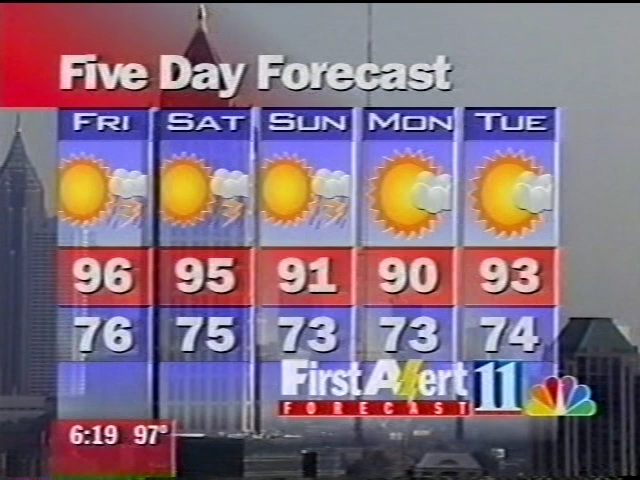 Five Day Forecast
FRI SAT SUN MON TUE
96 95 91 90 93
76 75 73 73 74
First Alert 11
FORECAST
6:19 97°